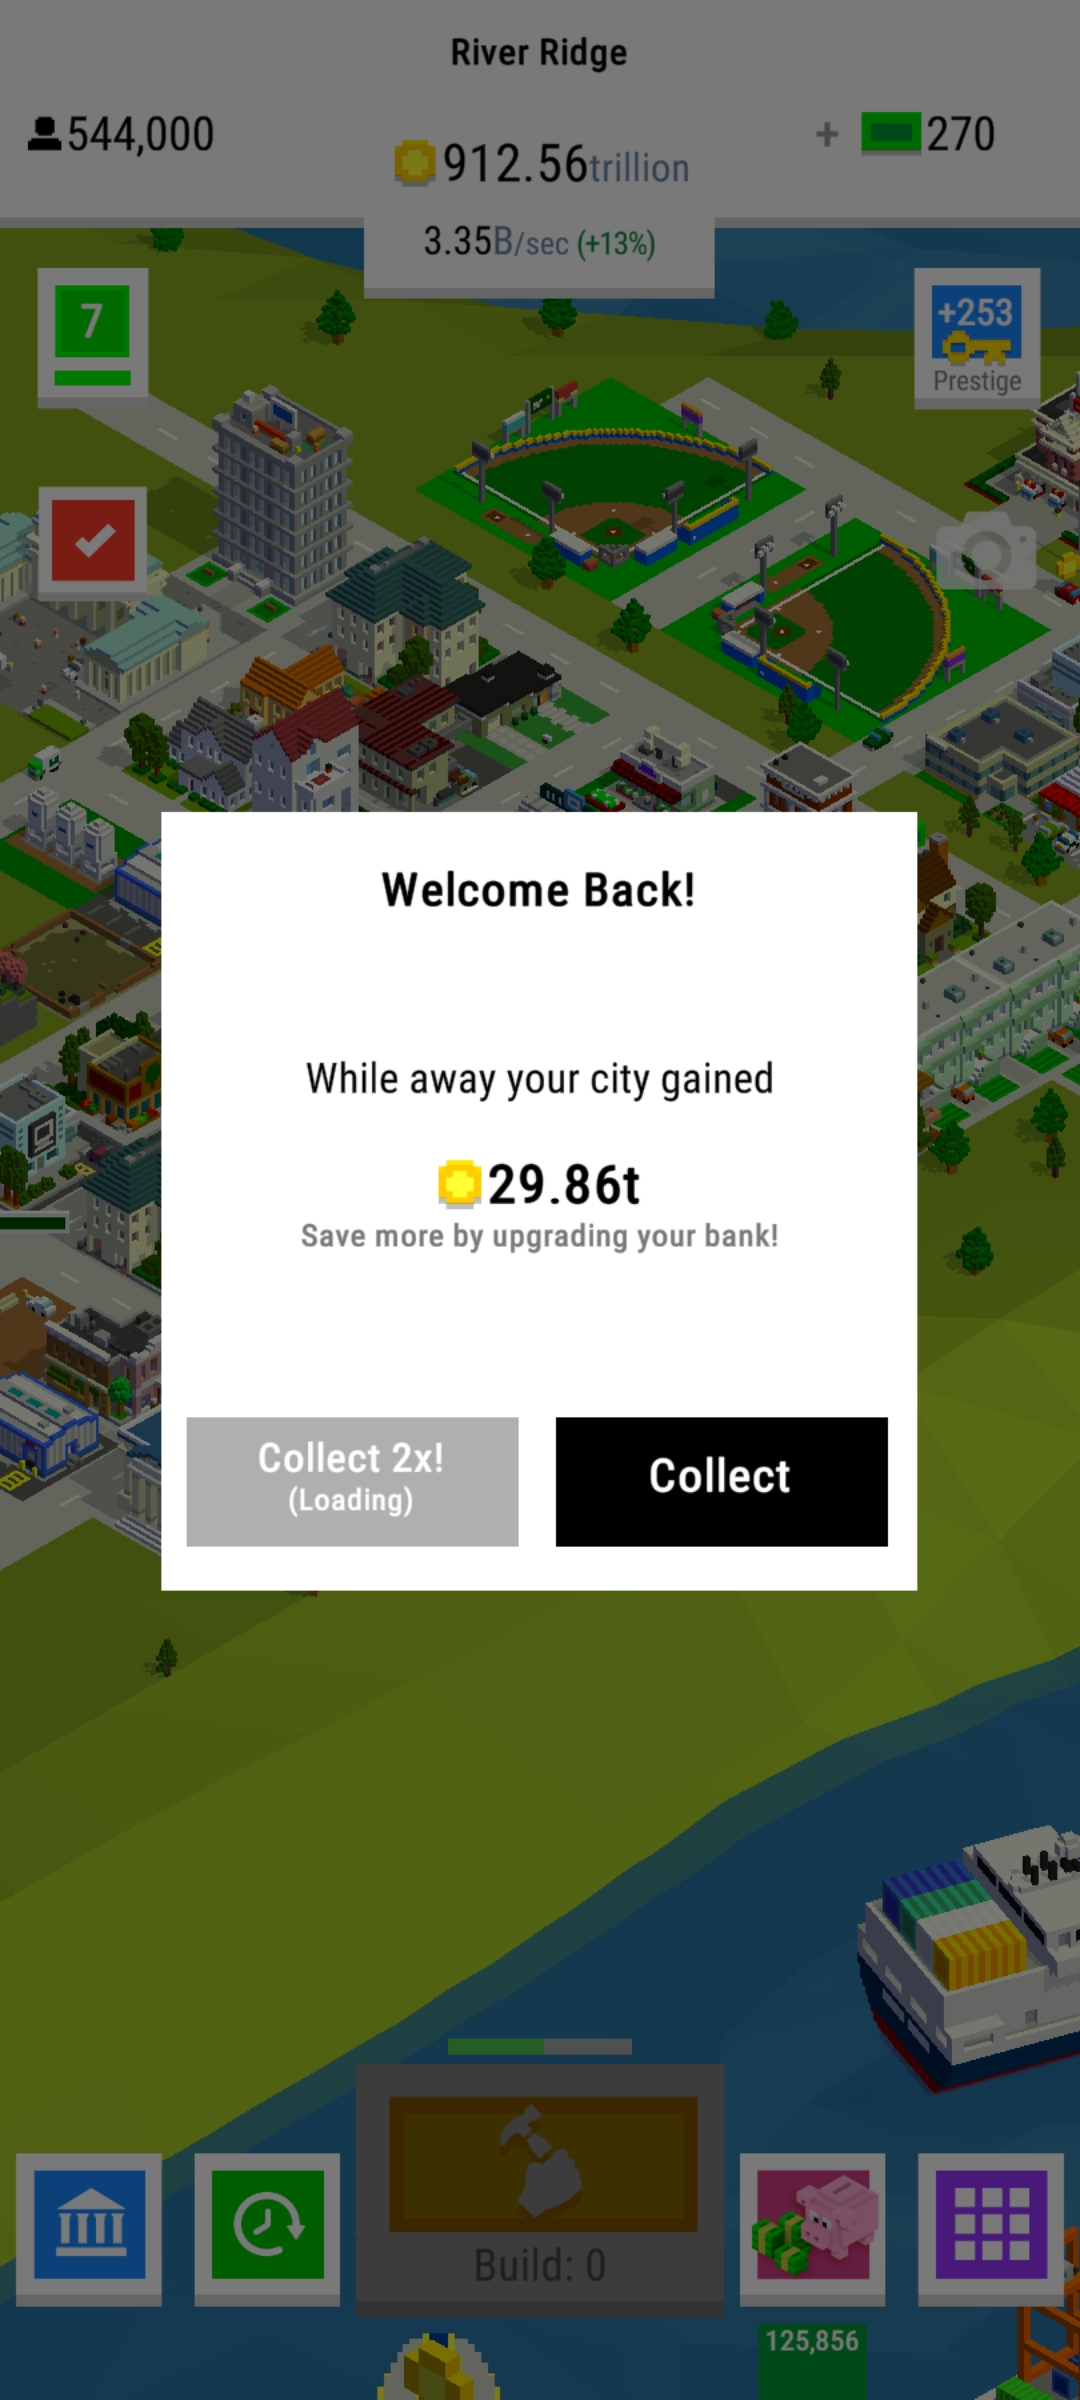 River Ridge
544,000
912.56trillion
+ 270
3.35B/sec (+13%)
7
+253
Prestige
Welcome Back!
While away your city gained
29.86t
Save more by upgrading your bank!
Collect 2x!
(Loading)
Collect
Build: 0
125,856